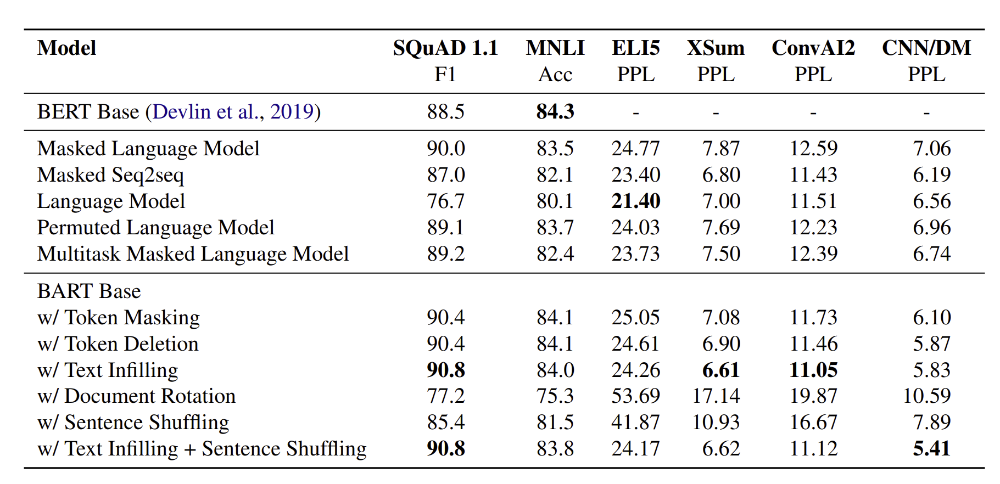 Model SQuAD 1.1 MNLI ELI5 XSum ConvAI2 CNN/DM
F1 Acc PPL PPL PPL PPL
BERT Base (Devlin et al., 2019) 88.5 84.3 - - - -
Masked Language Model 90.0 83.5 24.77 7.87 12.59 7.06
Masked Seq2seq 87.0 82.1 23.40 6.80 11.43 6.19
Language Model 76.7 80.1 21.40 7.00 11.51 6.56
Permuted Language Model 89.1 83.7 24.03 7.69 12.23 6.96
Multitask Masked Language Model 89.2 82.4 23.73 7.50 12.39 6.74
BART Base
w/ Token Masking 90.4 84.1 25.05 7.08 11.73 6.10
w/ Token Deletion 90.4 84.1 24.61 6.90 11.46 5.87
w/ Text Infilling 90.8 84.0 24.26 6.61 11.05 5.83
w/ Document Rotation 77.2 75.3 53.69 17.14 19.87 10.59
w/ Sentence Shuffling 85.4 81.5 41.87 10.93 16.67 7.89
w/ Text Infilling + Sentence Shuffling 90.8 83.8 24.17 6.62 11.12 5.41